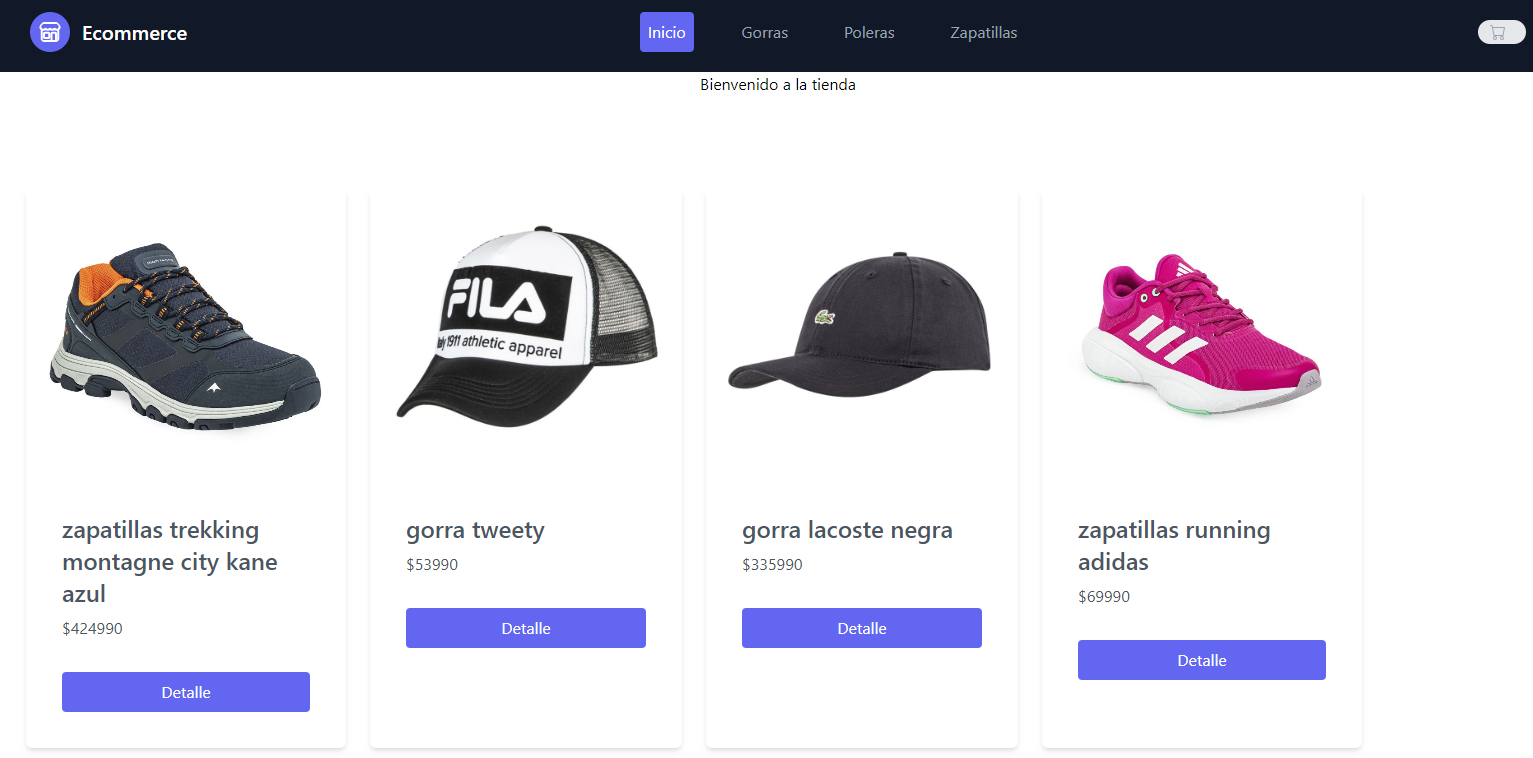 Ecommerce
Inicio
Gorras
Poleras
Zapatillas
Bienvenido a la tienda
FILA
Italy 1911 athletic apparel
zapatillas trekking
montagne city kane
azul
$424990
Detalle
gorra tweety
$53990
Detalle
gorra lacoste negra
$335990
Detalle
zapatillas running
adidas
$69990
Detalle